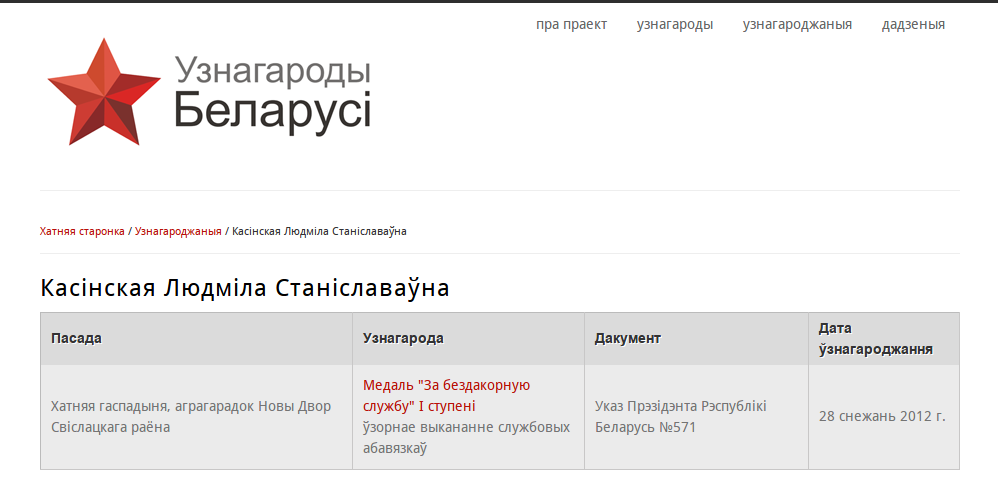 пра праект узнагароды узнагароджаныя дадзеныя
Узнагароды
Беларусі
Хатняя старонка / Узнагароджаныя / Касінская Людміла Станіславаўна
Касінская Людміла Станіславаўна
Пасада
Узнагарода
Дакумент
Дата
ўзнагароджання
Хатняя гаспадыня, аграгарадок Новы Двор
Свіслацкага раёна
Медаль "За бездакорную
службу" I ступені
ўзорнае выкананне службовых
абавязкаў
Указ Прэзідэнта Рэспублікі
Беларусь №571
28 снежань 2012 г.